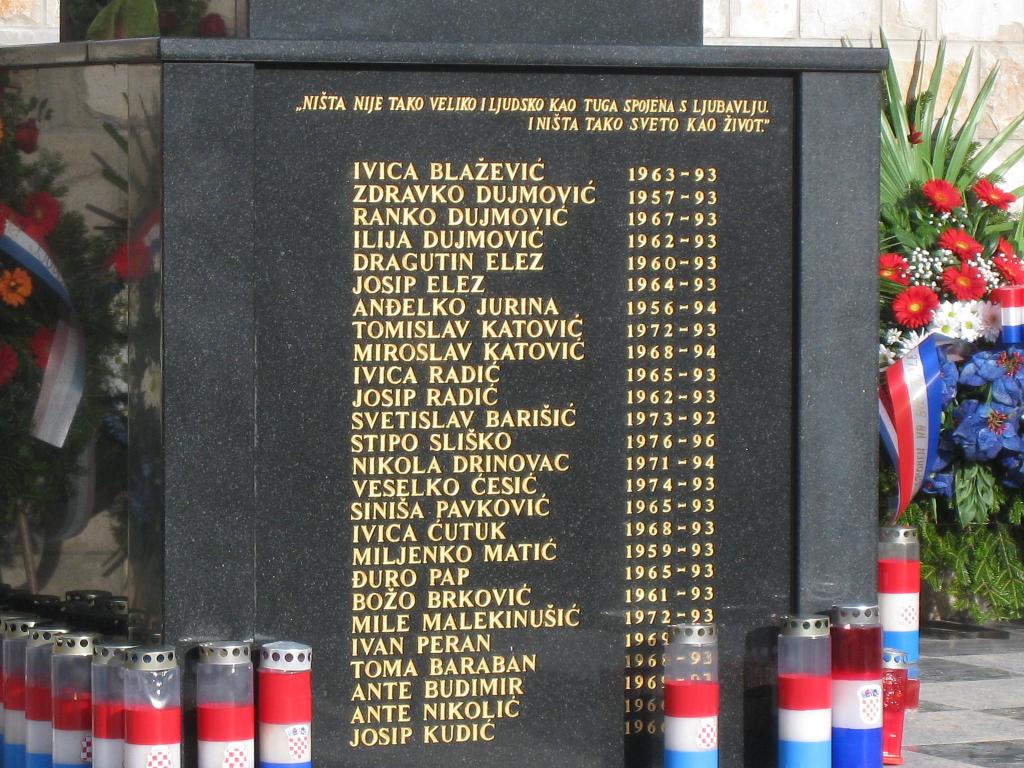 „NIŠTA NIJE TAKO VELIKO I LJUDSKO KAO TUGA SPOJENA S LJUBAVLJU.
I NIŠTA TAKO SVETO KAO ŽIVOT."
IVICA BLAŽEVIĆ 1963-93
ZDRAVKO DUJMOVIĆ 1957-93
RANKO DUJMOVIĆ 1967-93
ILIJA DUJMOVIĆ 1962-93
DRAGUTIN ELEZ 1960-93
JOSIP ELEZ 1964-93
ANĐELKO JURINA 1956-94
TOMISLAV KATOVIĆ 1972-93
MIROSLAV KATOVIĆ 1968-94
IVICA RADIĆ 1965-93
JOSIP RADIĆ 1962-93
SVETISLAV BARIŠIĆ 1973-92
STIPO SLIŠKO 1976-96
NIKOLA DRINOVAC 1971-94
VESELKO ĆESIĆ 1974-93
SINIŠA PAVKOVIĆ 1965-93
IVICA ĆUTUK 1968-93
MILJENKO MATIĆ 1959-93
ĐURO PAP 1965-93
BOŽO BRKOVIĆ 1961-93
MILE MALEKINUŠIĆ 1972-93
IVAN PERAN 1969
TOMA BARABAN 1968-93
ANTE BUDIMIR 1969
ANTE NIKOLIĆ
JOSIP KUDIĆ